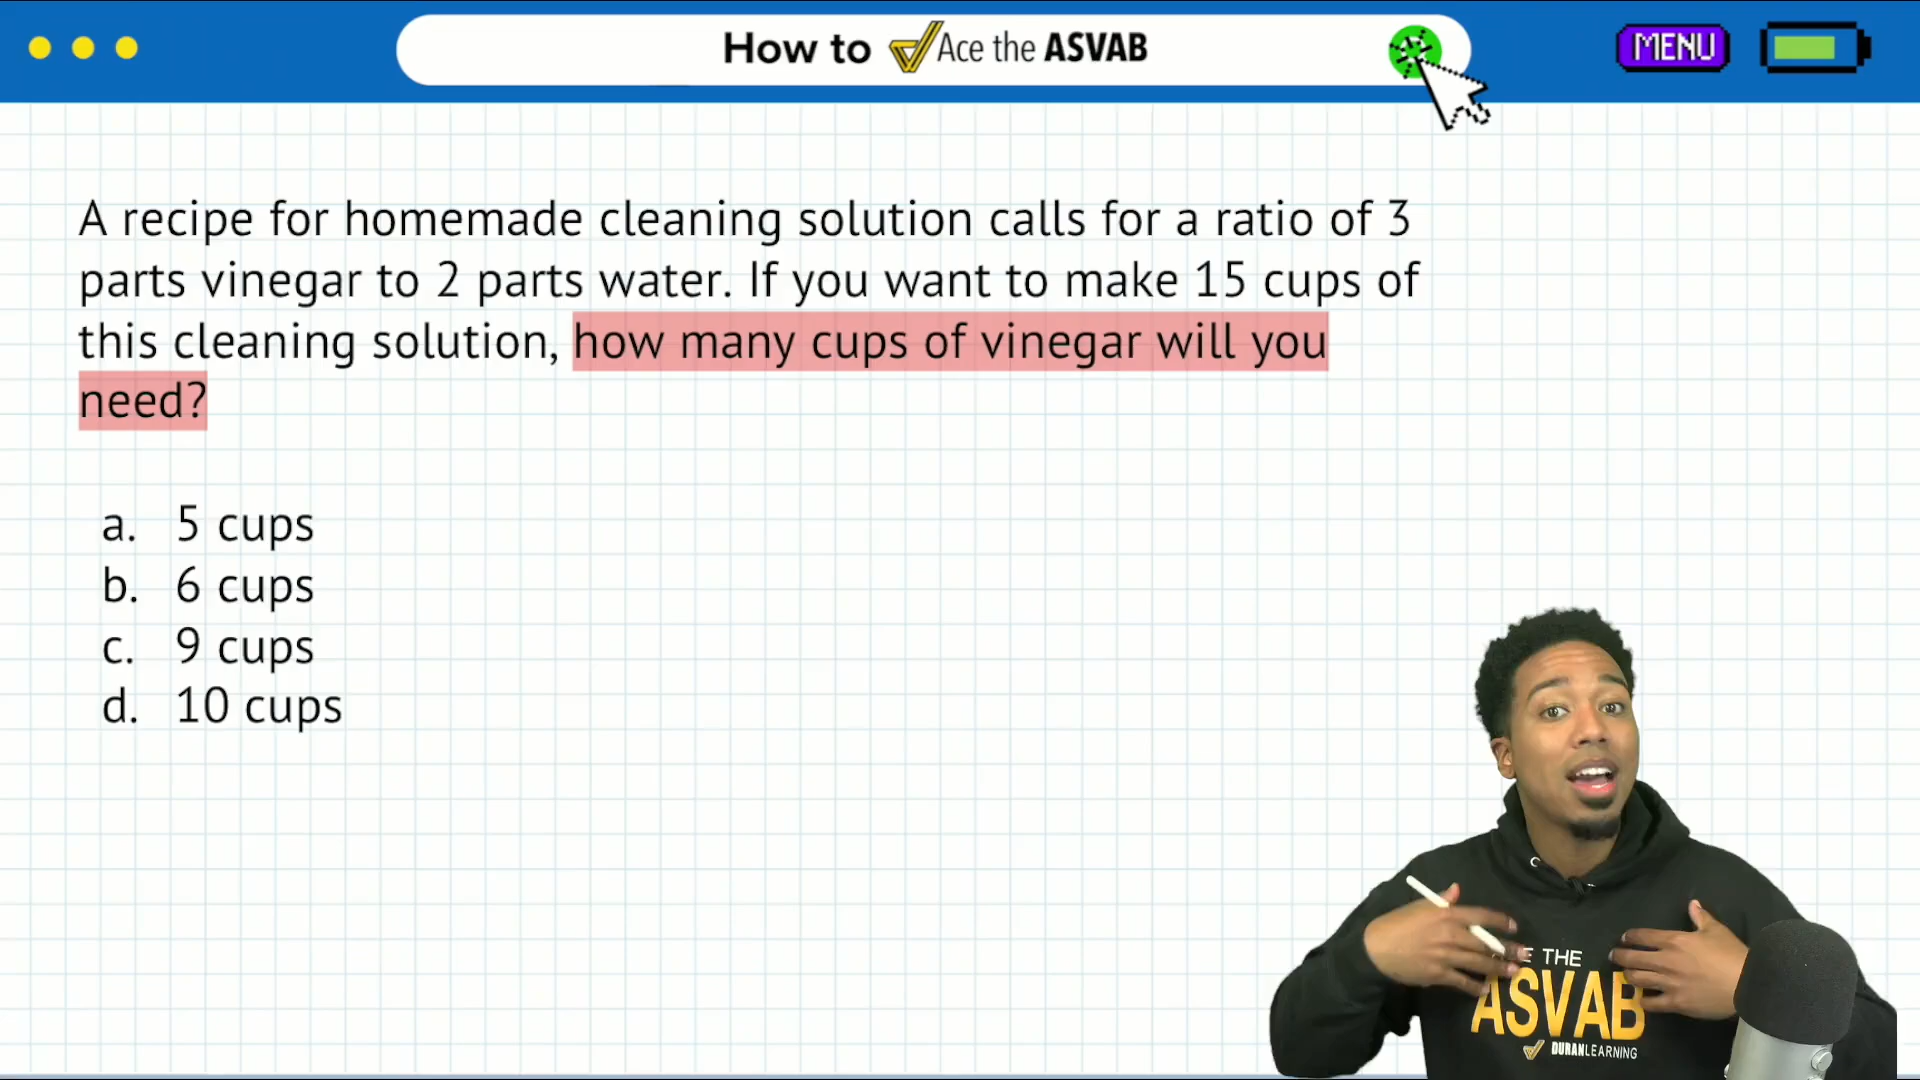 How to Ace the ASVAB
MENU
A recipe for homemade cleaning solution calls for a ratio of 3
parts vinegar to 2 parts water. If you want to make 15 cups of
this cleaning solution, how many cups of vinegar will you
need?
a. 5 cups
b. 6 cups
c. 9 cups
d. 10 cups
THE
ASVAB
DURANLEARNING